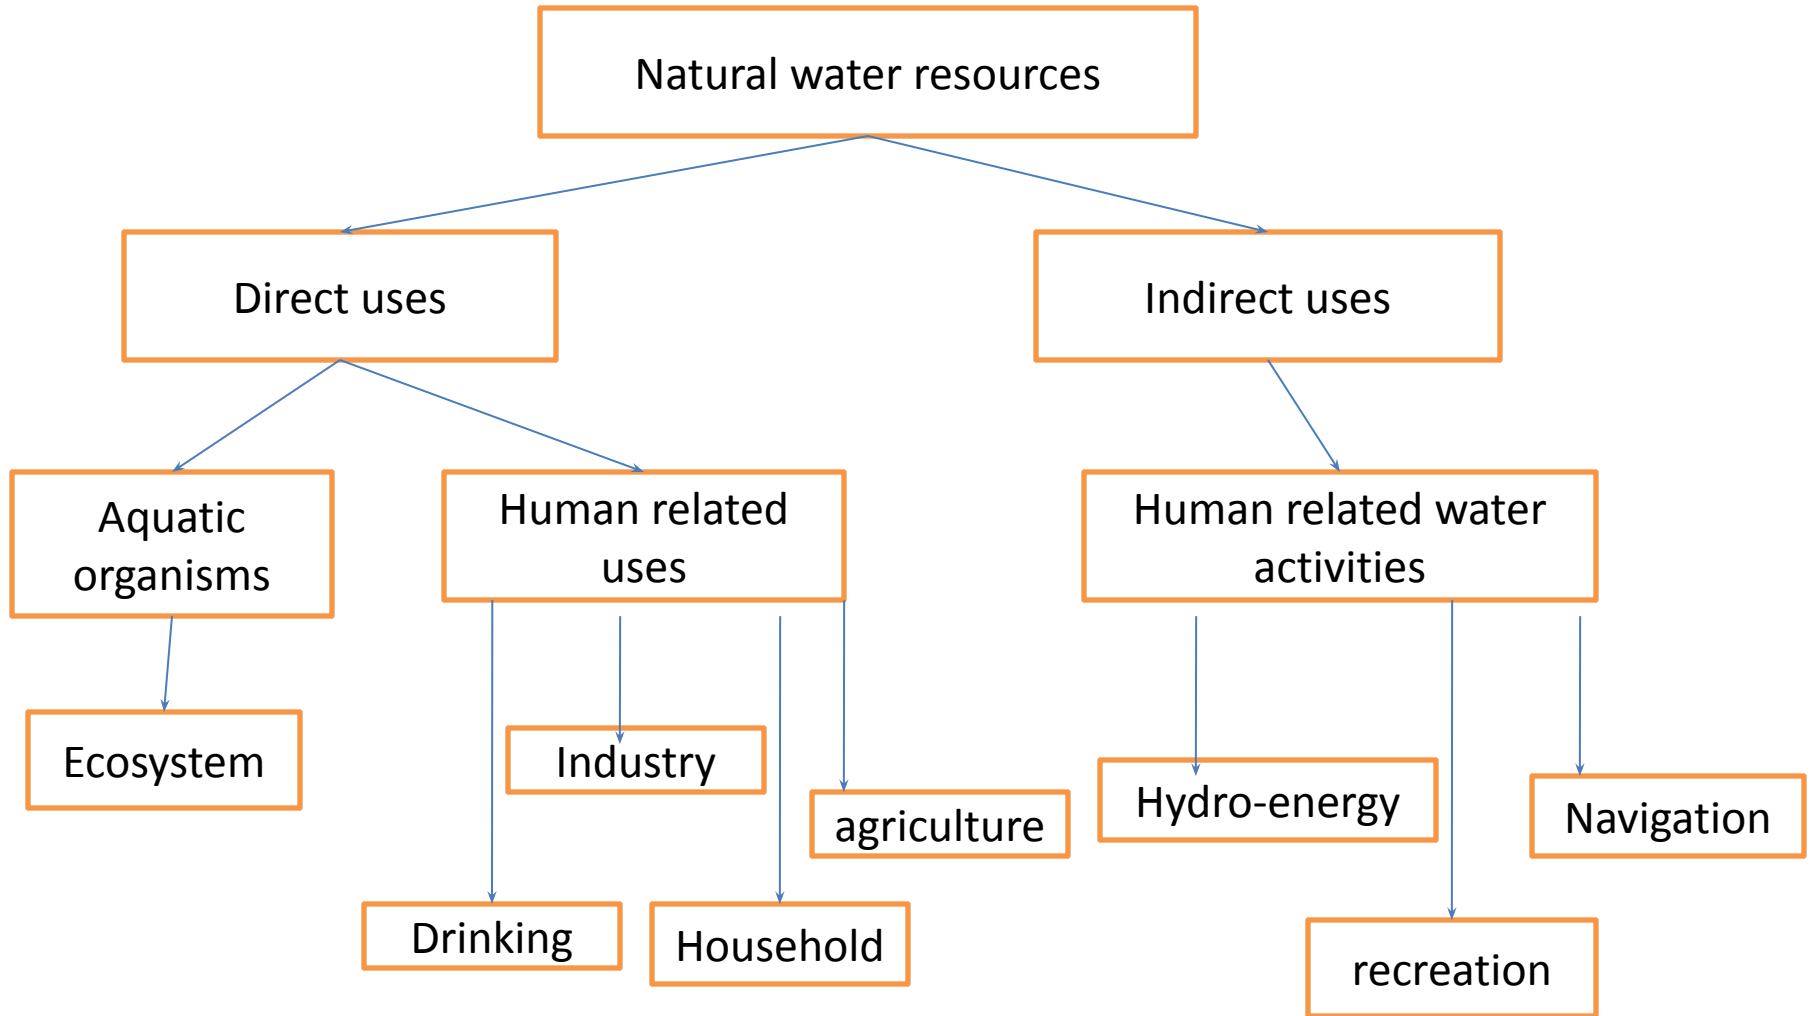 Natural water resources
Direct uses
Indirect uses
Aquatic
organisms
Human related
uses
Human related water
activities
Ecosystem
Industry
agriculture
Hydro-energy
Navigation
Drinking
Household
recreation